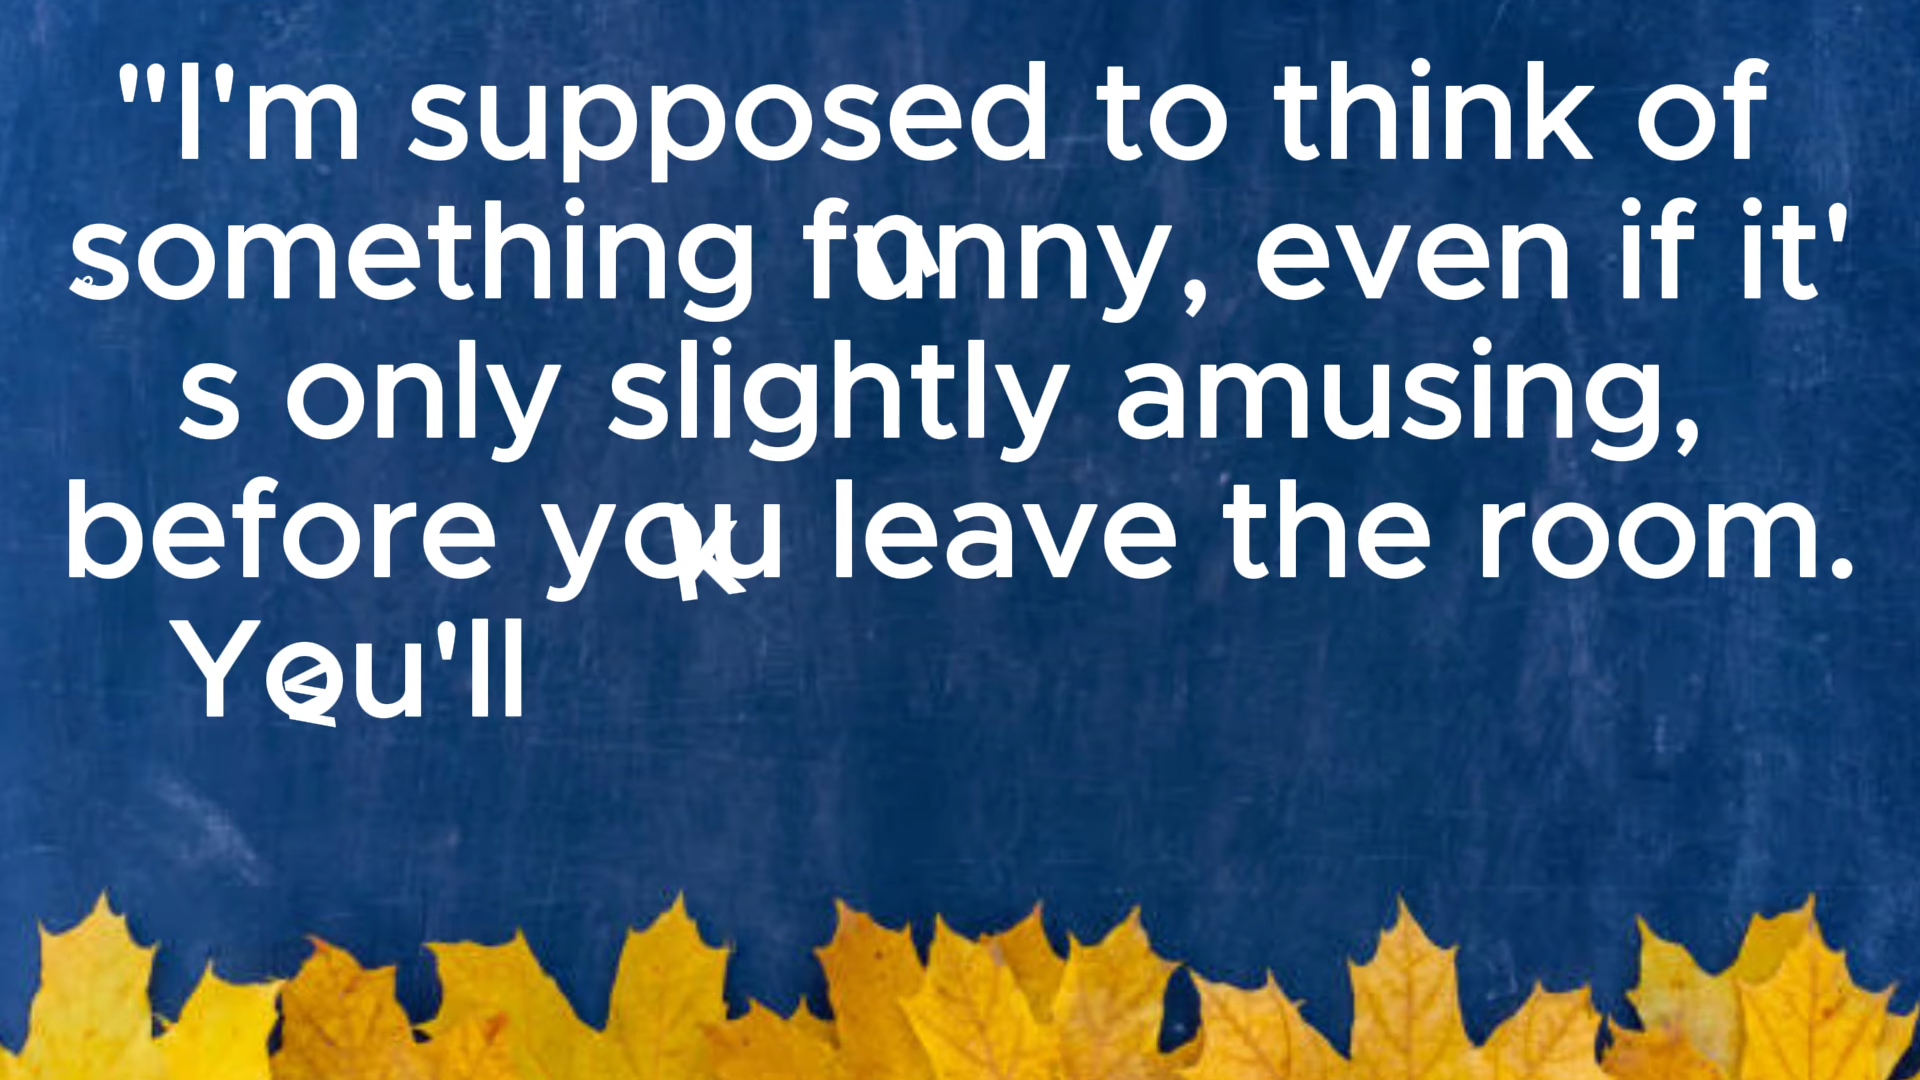 "I'm supposed to think of
something funny, even if it'
s only slightly amusing,
before you leave the room.
You'll